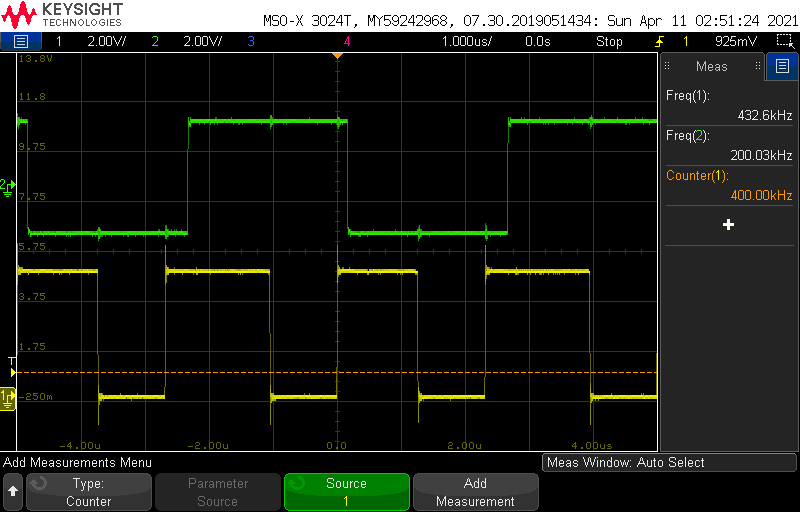 KEYSIGHT
TECHNOLOGIES
MSO-X 3024T, MY59242968, 07.30.2019051434: Sun Apr 11 02:51:24 2021
1 2.00V/ 2 2.00V/ 3 4 1.000us/ 0.0s Stop 1 925mV
13.8V
11.8
9.75
7.75
5.75
3.75
1.75
-250m
2
T
1
-4.00u -2.00u 0.0 2.00u 4.00us
Meas
Freq(1):
432.6kHz
Freq(2):
200.03kHz
Counter(1):
400.00kHz
+
Add Measurements Menu
Meas Window: Auto Select
Type:
Counter
Parameter
Source
Source
1
Add
Measurement